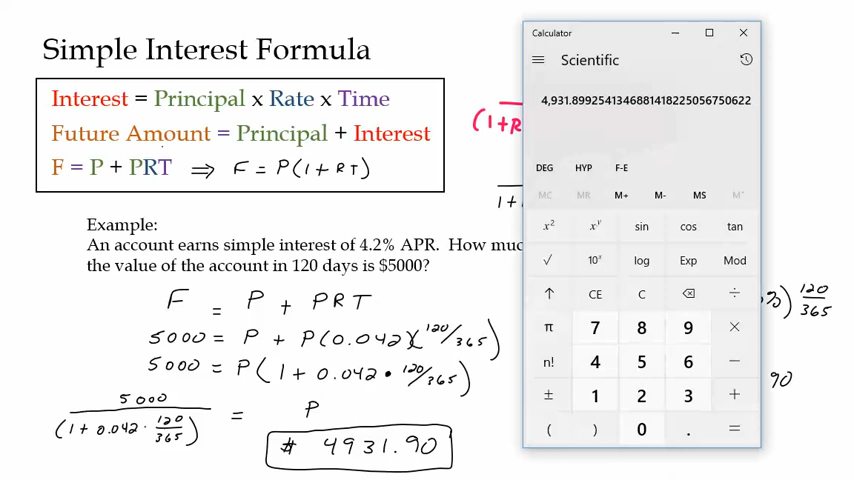 Simple Interest Formula
Interest = Principal x Rate x Time
Future Amount = Principal + Interest
F = P + PRT ⇒ F = P(1+RT)
(1+R
1+
Example:
An account earns simple interest of 4.2% APR. How muc
the value of the account in 120 days is $5000?
F = P + PRT
5000 = P + P(0.042)(120/365)
5000 = P(1 + 0.042 • 120/365)
5000/(1+0.042 · 120/365) = P
$ 4931.90
%) 120/365
90
Calculator
Scientific
4,931.8992541346881418225056750622
DEG HYP F-E
MC MR M+ M- MS M˅
x² xʸ sin cos tan
√ 10ˣ log Exp Mod
↑ CE C ⌫ ÷
π 7 8 9 ×
n! 4 5 6 −
± 1 2 3 +
( ) 0 . =